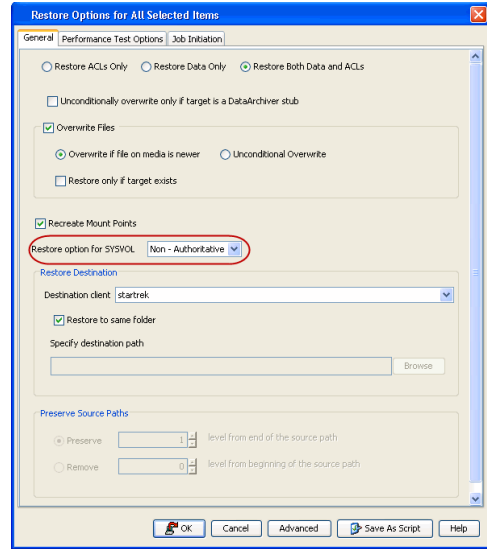 Restore Options for All Selected Items
General Performance Test Options Job Initiation
Restore ACLs Only Restore Data Only Restore Both Data and ACLs
Unconditionally overwrite only if target is a DataArchiver stub
Overwrite Files
Overwrite if file on media is newer Unconditional Overwrite
Restore only if target exists
Recreate Mount Points
Restore option for SYSVOL Non - Authoritative
Restore Destination
Destination client startrek
Restore to same folder
Specify destination path
Browse
Preserve Source Paths
Preserve 1 level from end of the source path
Remove 0 level from beginning of the source path
OK Cancel Advanced Save As Script Help